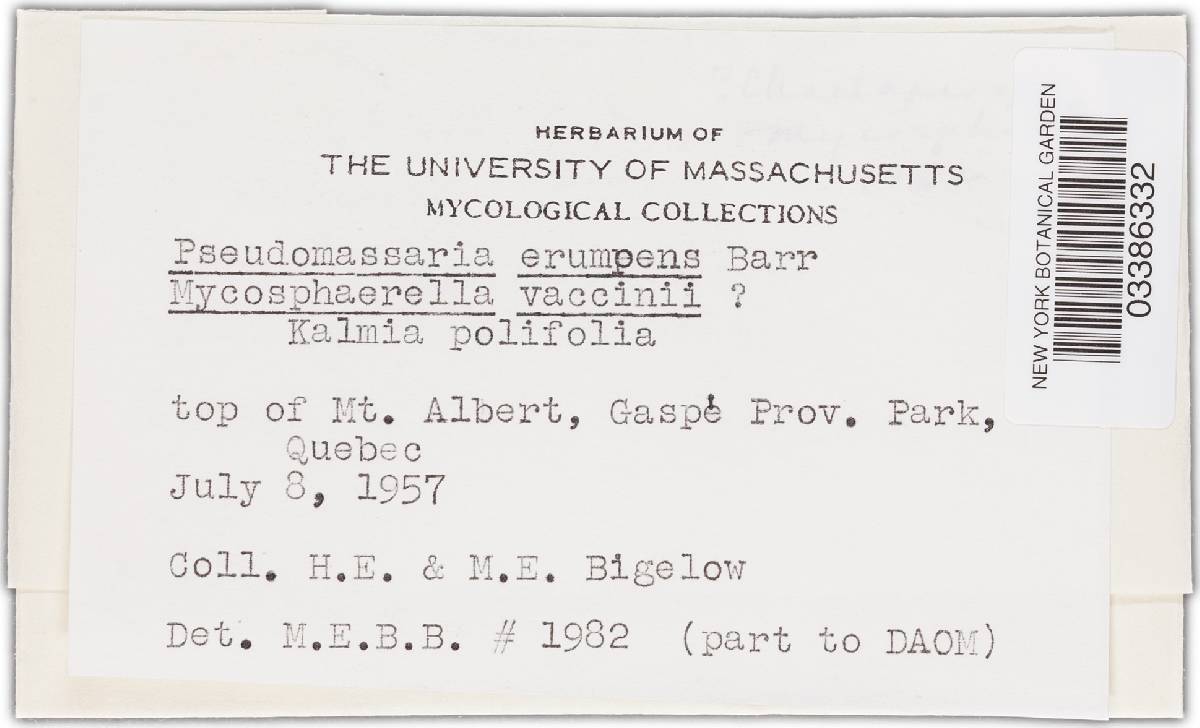 HERBARIUM OF
THE UNIVERSITY OF MASSACHUSETTS
MYCOLOGICAL COLLECTIONS
Pseudomassaria erumpens Barr
Mycosphaerella vaccinii ?
Kalmia polifolia
top of Mt. Albert, Gaspé Prov. Park,
Quebec
July 8, 1957
Coll. H.E. & M.E. Bigelow
Det. M.E.B.B. # 1982 (part to DAOM)
NEW YORK BOTANICAL GARDEN
03386332